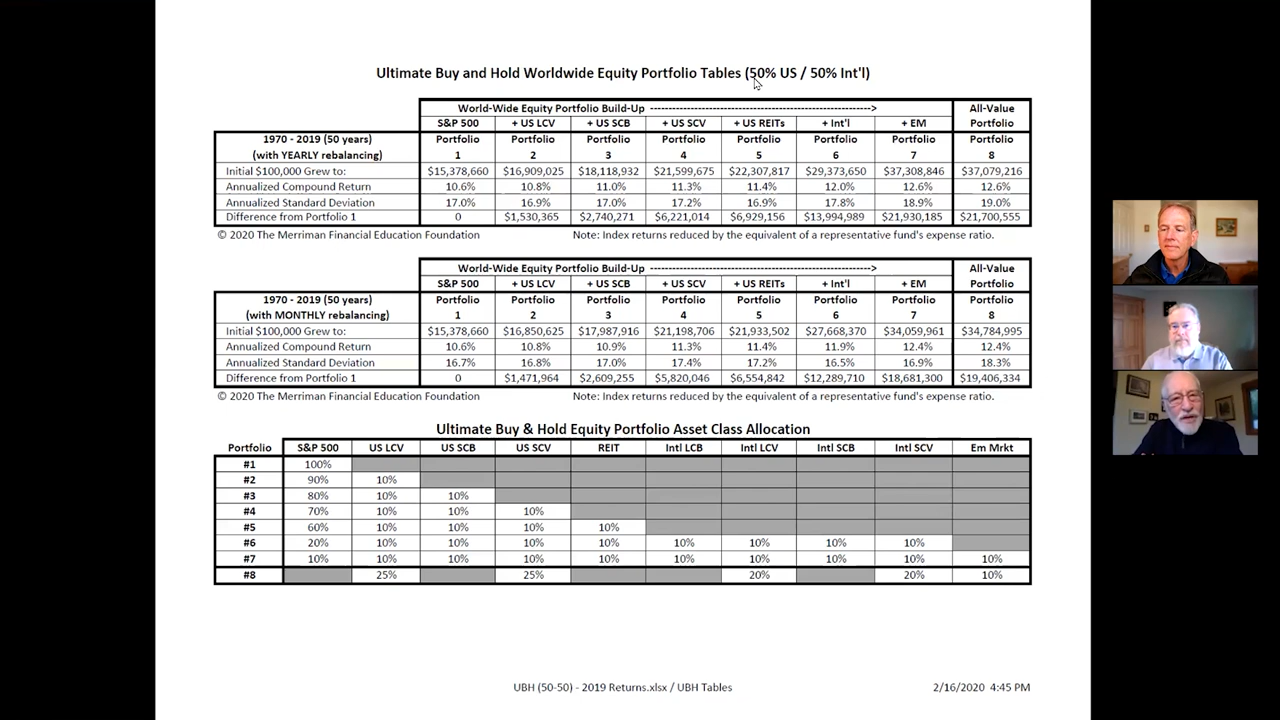 Ultimate Buy and Hold Worldwide Equity Portfolio Tables (50% US / 50% Int'l)
World-Wide Equity Portfolio Build-Up ----------------------------------------------------> All-Value
S&P 500 + US LCV + US SCB + US SCV + US REITs + Int'l + EM Portfolio
1970 - 2019 (50 years) Portfolio Portfolio Portfolio Portfolio Portfolio Portfolio Portfolio Portfolio
(with YEARLY rebalancing) 1 2 3 4 5 6 7 8
Initial $100,000 Grew to: $15,378,660 $16,909,025 $18,118,932 $21,599,675 $22,307,817 $29,373,650 $37,308,846 $37,079,216
Annualized Compound Return 10.6% 10.8% 11.0% 11.3% 11.4% 12.0% 12.6% 12.6%
Annualized Standard Deviation 17.0% 16.9% 17.0% 17.2% 16.9% 17.8% 18.9% 19.0%
Difference from Portfolio 1 0 $1,530,365 $2,740,271 $6,221,014 $6,929,156 $13,994,989 $21,930,185 $21,700,555
© 2020 The Merriman Financial Education Foundation Note: Index returns reduced by the equivalent of a representative fund's expense ratio.
World-Wide Equity Portfolio Build-Up ----------------------------------------------------> All-Value
S&P 500 + US LCV + US SCB + US SCV + US REITs + Int'l + EM Portfolio
1970 - 2019 (50 years) Portfolio Portfolio Portfolio Portfolio Portfolio Portfolio Portfolio Portfolio
(with MONTHLY rebalancing) 1 2 3 4 5 6 7 8
Initial $100,000 Grew to: $15,378,660 $16,850,625 $17,987,916 $21,198,706 $21,933,502 $27,668,370 $34,059,961 $34,784,995
Annualized Compound Return 10.6% 10.8% 10.9% 11.3% 11.4% 11.9% 12.4% 12.4%
Annualized Standard Deviation 16.7% 16.8% 17.0% 17.4% 17.2% 16.5% 16.9% 18.3%
Difference from Portfolio 1 0 $1,471,964 $2,609,255 $5,820,046 $6,554,842 $12,289,710 $18,681,300 $19,406,334
© 2020 The Merriman Financial Education Foundation Note: Index returns reduced by the equivalent of a representative fund's expense ratio.
Ultimate Buy & Hold Equity Portfolio Asset Class Allocation
Portfolio S&P 500 US LCV US SCB US SCV REIT Intl LCB Intl LCV Intl SCB Intl SCV Em Mrkt
#1 100%
#2 90% 10%
#3 80% 10% 10%
#4 70% 10% 10% 10%
#5 60% 10% 10% 10% 10%
#6 20% 10% 10% 10% 10% 10% 10% 10% 10%
#7 10% 10% 10% 10% 10% 10% 10% 10% 10% 10%
#8 25% 25% 20% 20% 10%
UBH (50-50) - 2019 Returns.xlsx / UBH Tables 2/16/2020 4:45 PM